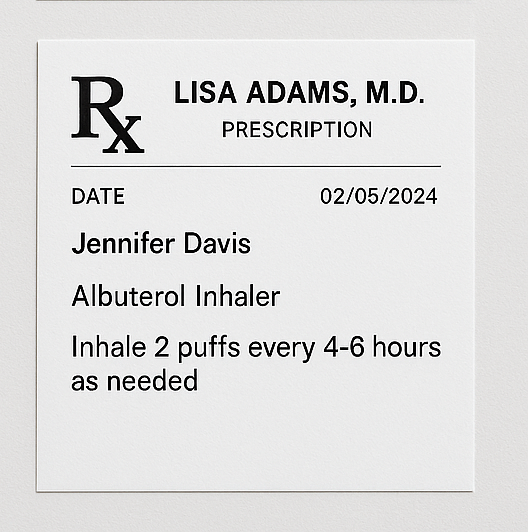 Rx
LISA ADAMS, M.D.
PRESCRIPTION
DATE 02/05/2024
Jennifer Davis
Albuterol Inhaler
Inhale 2 puffs every 4-6 hours
as needed